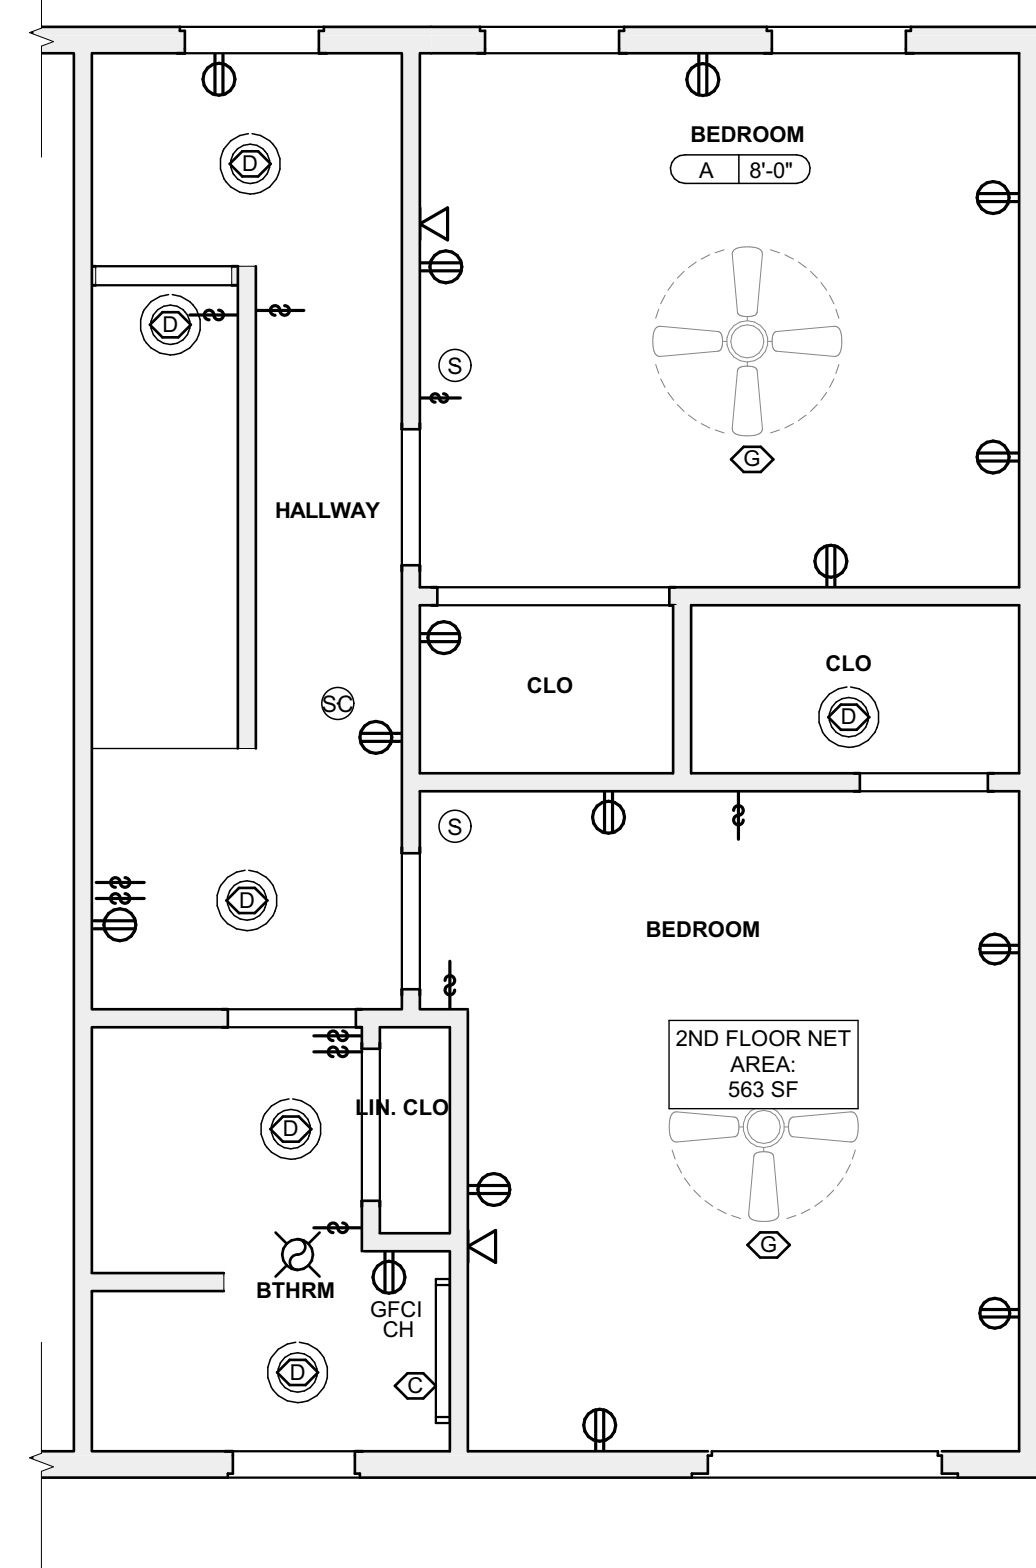 D
BEDROOM
A 8'-0"
D
S
G
HALLWAY
CLO
CLO
SC
D
S
D
BEDROOM
2ND FLOOR NET
AREA:
563 SF
LIN. CLO
D
G
BTHRM
GFCI
CH
D
C